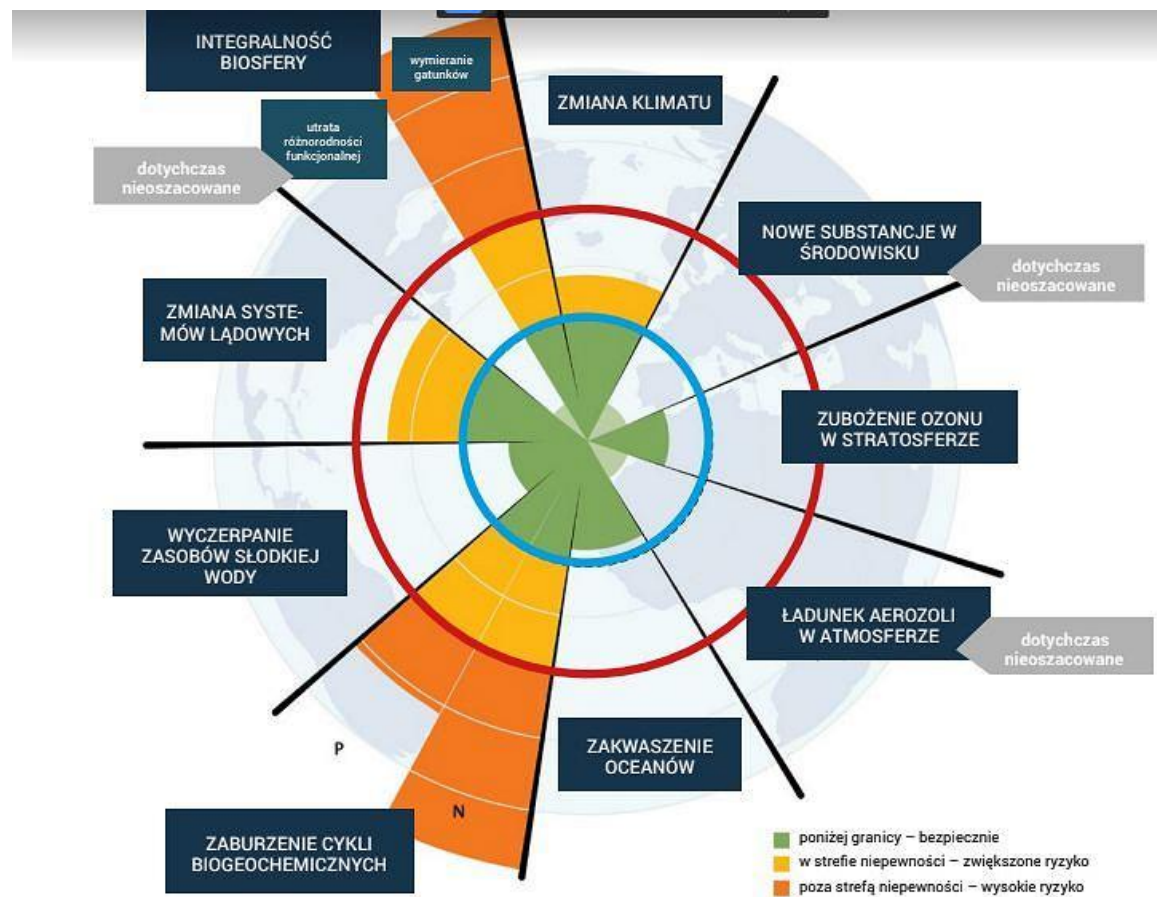 INTEGRALNOŚĆ
BIOSFERY
wymieranie
gatunków
utrata
różnorodności
funkcjonalnej
dotychczas
nieoszacowane
ZMIANA KLIMATU
NOWE SUBSTANCJE W
ŚRODOWISKU
dotychczas
nieoszacowane
ZMIANA SYSTE-
MÓW LĄDOWYCH
ZUBOŻENIE OZONU
W STRATOSFERZE
WYCZERPANIE
ZASOBÓW SŁODKIEJ
WODY
ŁADUNEK AEROZOLI
W ATMOSFERZE
dotychczas
nieoszacowane
ZAKWASZENIE
OCEANÓW
P
N
ZABURZENIE CYKLI
BIOGEOCHEMICZNYCH
poniżej granicy – bezpiecznie
w strefie niepewności – zwiększone ryzyko
poza strefą niepewności – wysokie ryzyko